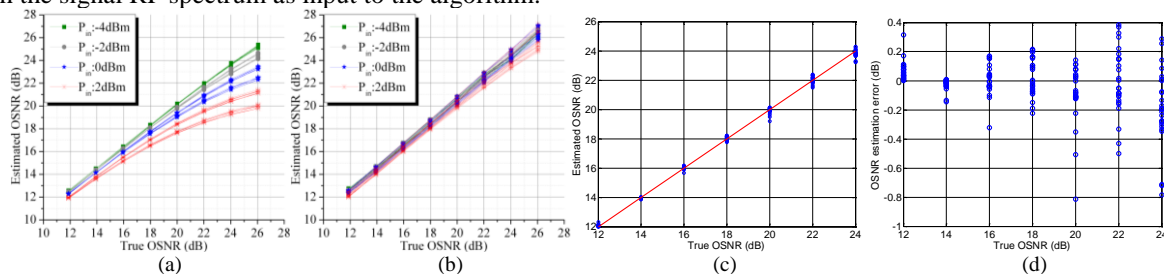 the signal RF spectrum as input to the algorithm.
Pin:-4dBm
Pin:-2dBm
Pin:0dBm
Pin:2dBm
Estimated OSNR (dB)
28
26
24
22
20
18
16
14
12
10
10 12 14 16 18 20 22 24 26 28
True OSNR (dB)
(a)
Pin:-4dBm
Pin:-2dBm
Pin:0dBm
Pin:2dBm
Estimated OSNR (dB)
28
26
24
22
20
18
16
14
12
10
10 12 14 16 18 20 22 24 26 28
True OSNR (dB)
(b)
Estimated OSNR (dB)
26
24
22
20
18
16
14
12
12 14 16 18 20 22 24
True OSNR (dB)
(c)
OSNR estimation error (dB)
0.4
0.2
0
-0.2
-0.4
-0.6
-0.8
-1
12 14 16 18 20 22 24
True OSNR (dB)
(d)